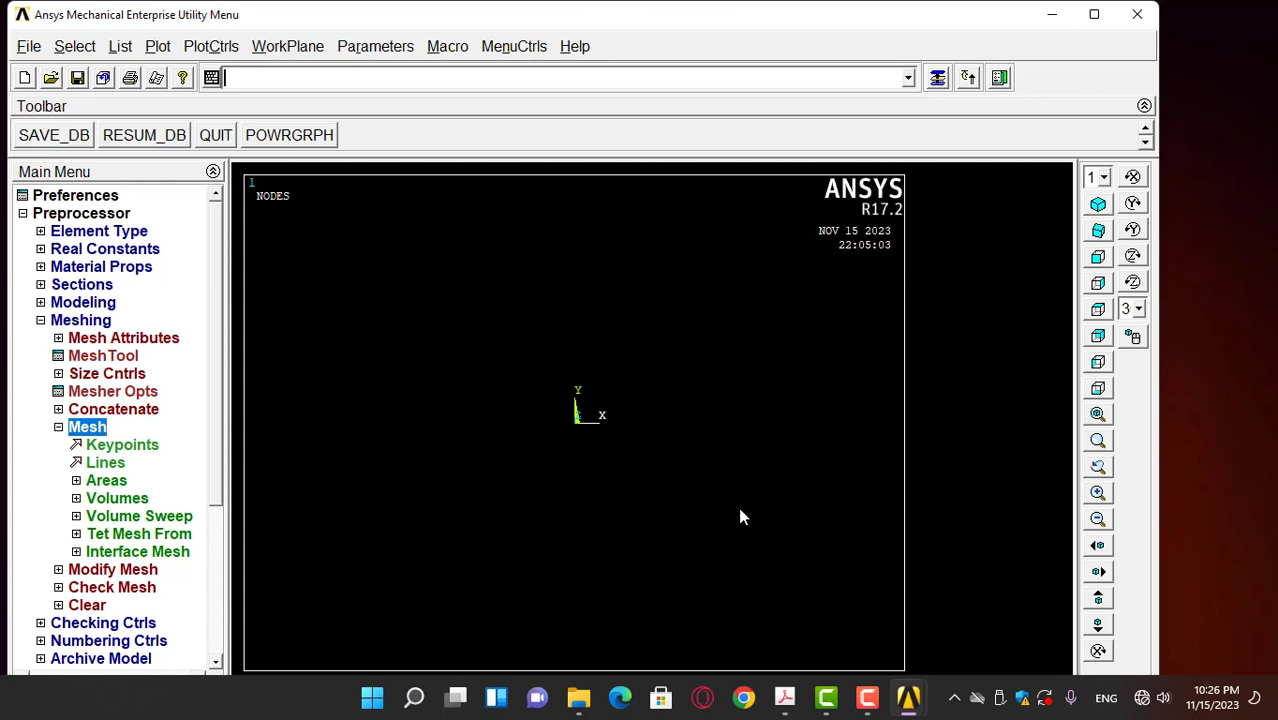 Ansys Mechanical Enterprise Utility Menu
File Select List Plot PlotCtrls WorkPlane Parameters Macro MenuCtrls Help
Toolbar
SAVE_DB RESUM_DB QUIT POWRGRPH
Main Menu
Preferences
Preprocessor
Element Type
Real Constants
Material Props
Sections
Modeling
Meshing
Mesh Attributes
MeshTool
Size Cntrls
Mesher Opts
Concatenate
Mesh
Keypoints
Lines
Areas
Volumes
Volume Sweep
Tet Mesh From
Interface Mesh
Modify Mesh
Check Mesh
Clear
Checking Ctrls
Numbering Ctrls
Archive Model
1
NODES
ANSYS
R17.2
NOV 15 2023
22:05:03
Y
X
1
3
ENG
10:26 PM
11/15/2023